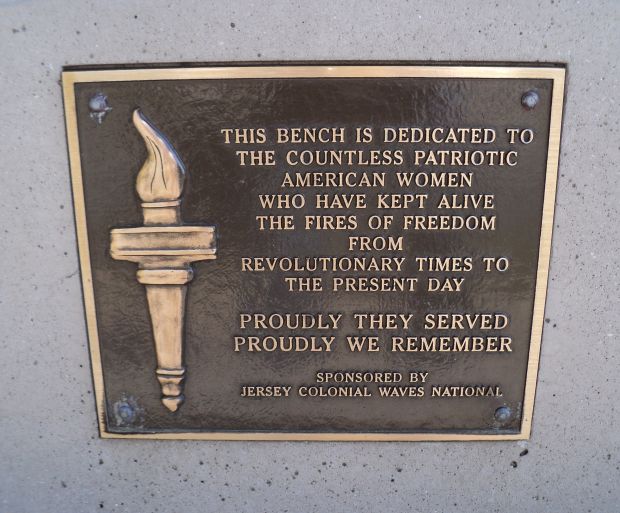 THIS BENCH IS DEDICATED TO
THE COUNTLESS PATRIOTIC
AMERICAN WOMEN
WHO HAVE KEPT ALIVE
THE FIRES OF FREEDOM
FROM
REVOLUTIONARY TIMES TO
THE PRESENT DAY
PROUDLY THEY SERVED
PROUDLY WE REMEMBER
SPONSORED BY
JERSEY COLONIAL WAVES NATIONAL